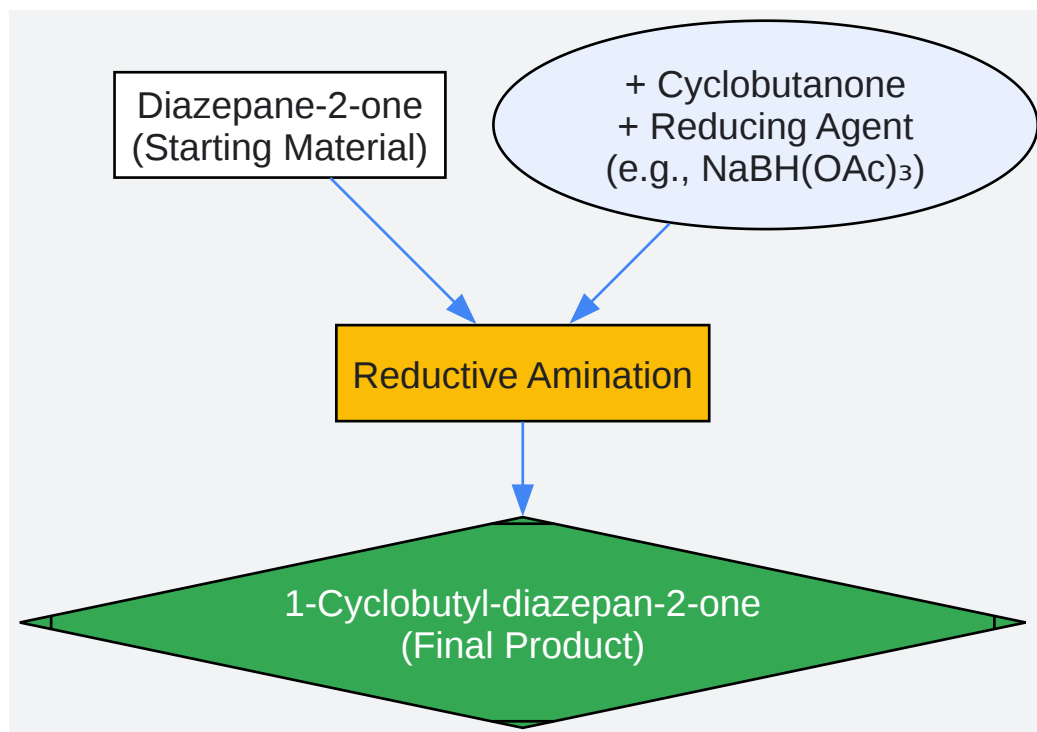 Diazepane-2-one
(Starting Material)
+ Cyclobutanone
+ Reducing Agent
(e.g., NaBH(OAc)₃)
Reductive Amination
1-Cyclobutyl-diazepan-2-one
(Final Product)